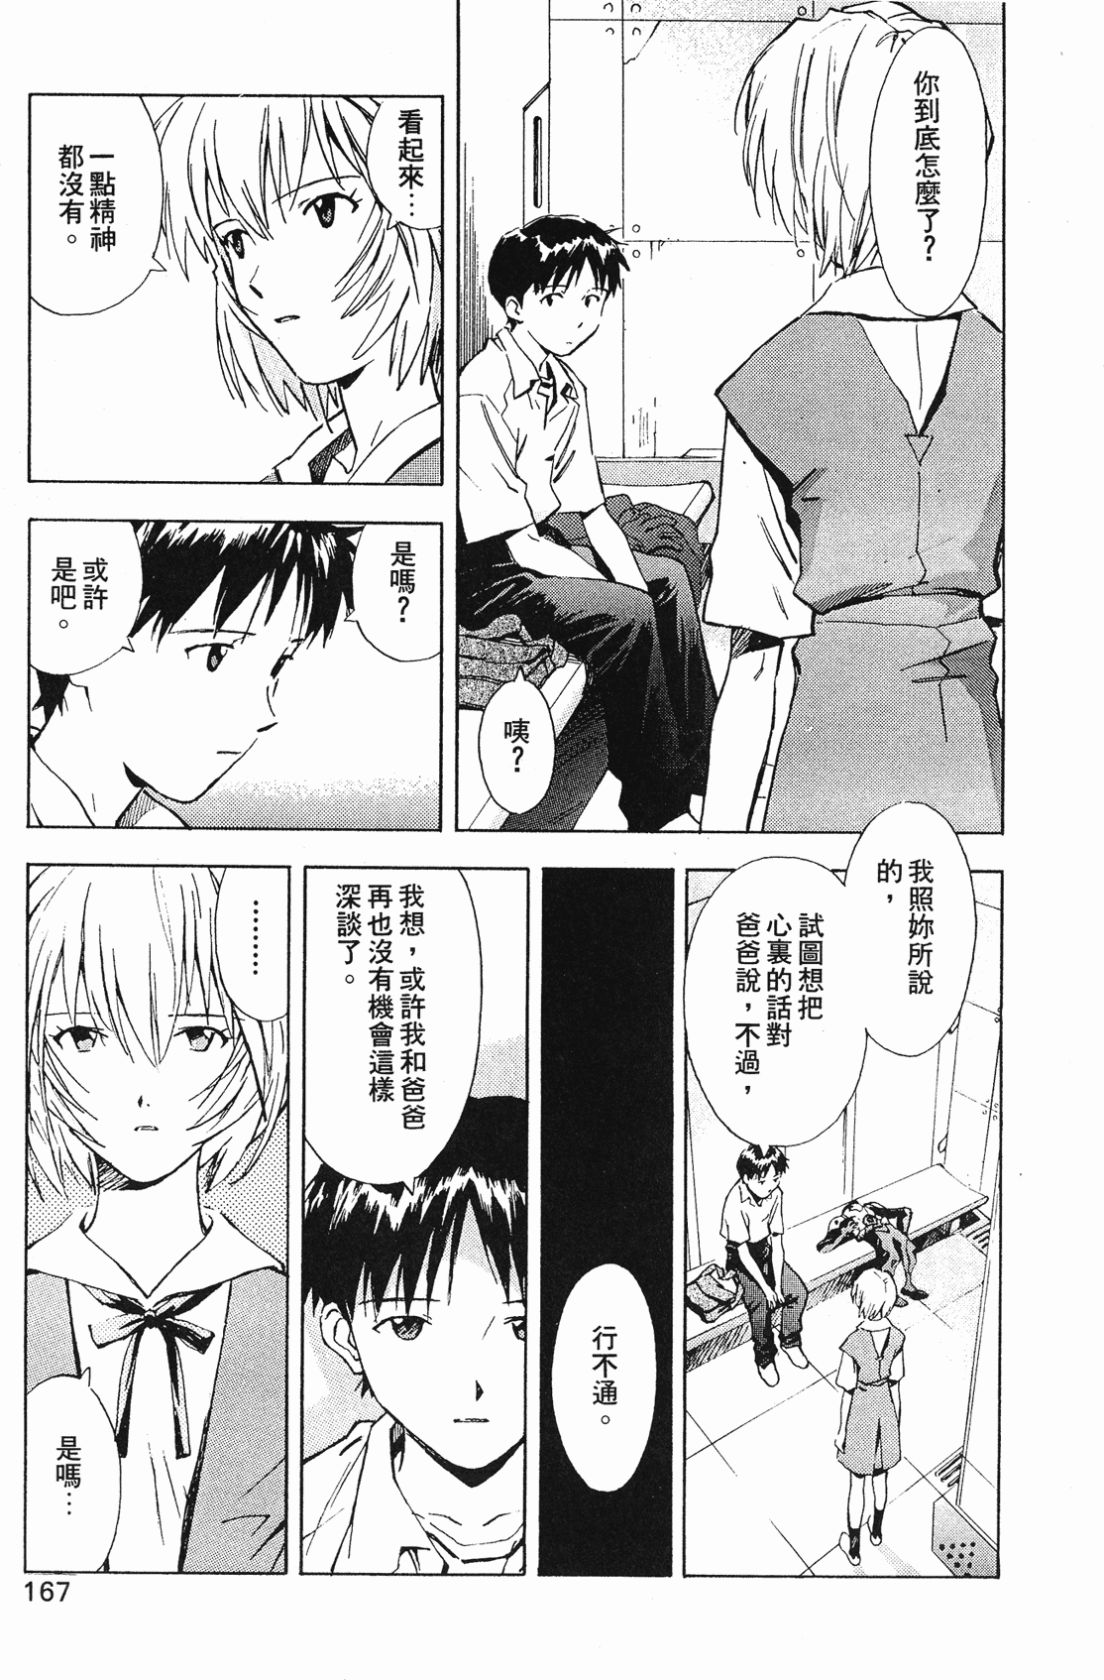 你到底怎麼了？
咦？
看起來…
一點精神
都沒有。
是嗎？
或許
是吧。
我照妳所說
的，
試圖想把
心裏的話對
爸爸說，不過，
行不通。
我想，或許我和爸爸
再也沒有機會這樣
深談了。
………
是嗎…
167